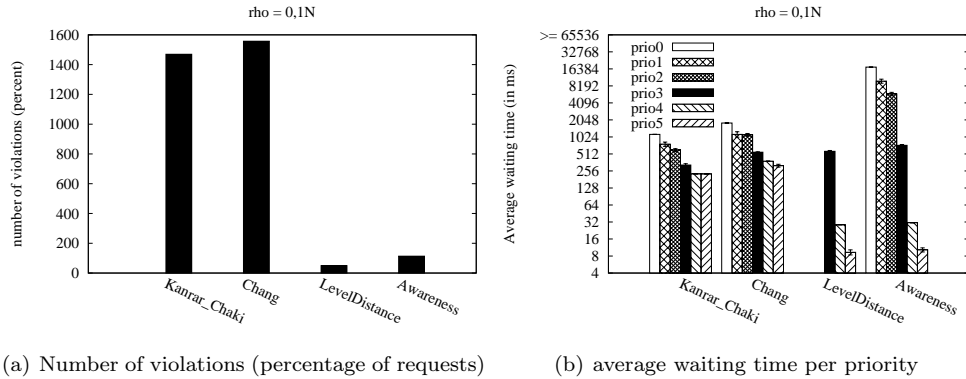 rho = 0,1N
number of violations (percent)
1600
1400
1200
1000
800
600
400
200
0
Kanrar_Chaki
Chang
LevelDistance
Awareness
(a) Number of violations (percentage of requests)
rho = 0,1N
Average waiting time (in ms)
>= 65536
32768
16384
8192
4096
2048
1024
512
256
128
64
32
16
8
4
prio0
prio1
prio2
prio3
prio4
prio5
Kanrar_Chaki
Chang
LevelDistance
Awareness
(b) average waiting time per priority